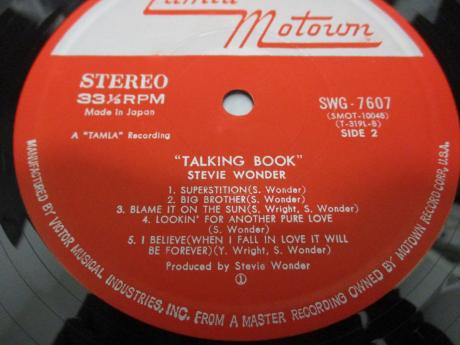 Tamla
Motown
STEREO
33⅓RPM
Made in Japan
SWG-7607
(SMOT-10048)
(T-319L-B)
SIDE 2
A "TAMLA" Recording
"TALKING BOOK"
STEVIE WONDER
1. SUPERSTITION(S. Wonder)
2. BIG BROTHER(S. Wonder)
3. BLAME IT ON THE SUN(S. Wright, S. Wonder)
4. LOOKIN' FOR ANOTHER PURE LOVE
(S. Wonder)
5. I BELIEVE(WHEN I FALL IN LOVE IT WILL
BE FOREVER)(Y. Wright, S. Wonder)
Produced by Stevie Wonder
①
MANUFACTURED BY VICTOR MUSICAL INDUSTRIES, INC. FROM A MASTER RECORDING OWNED BY MOTOWN RECORD CORP. U.S.A.